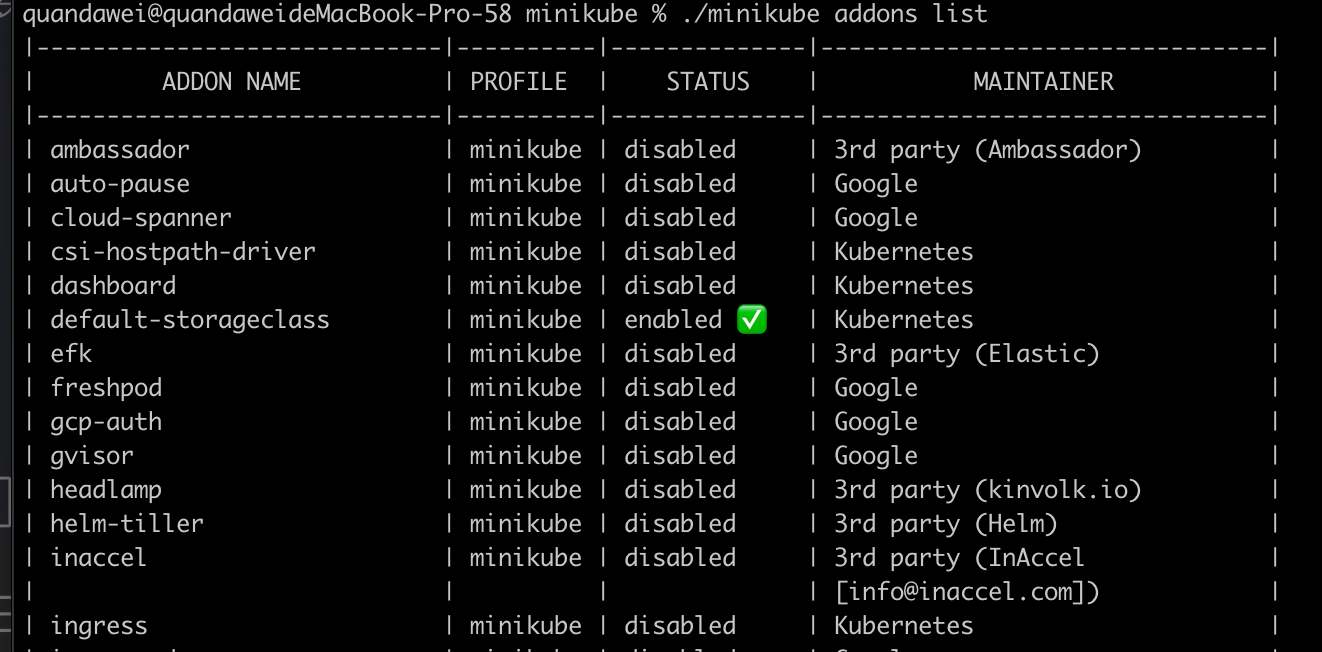 quandawei@quandaweideMacBook-Pro-58 minikube % ./minikube addons list
|-----------------------------|----------|--------------|--------------------------------|
|         ADDON NAME          | PROFILE  |    STATUS    |           MAINTAINER           |
|-----------------------------|----------|--------------|--------------------------------|
| ambassador                  | minikube | disabled     | 3rd party (Ambassador)         |
| auto-pause                  | minikube | disabled     | Google                         |
| cloud-spanner               | minikube | disabled     | Google                         |
| csi-hostpath-driver         | minikube | disabled     | Kubernetes                     |
| dashboard                   | minikube | disabled     | Kubernetes                     |
| default-storageclass        | minikube | enabled ✅   | Kubernetes                     |
| efk                         | minikube | disabled     | 3rd party (Elastic)            |
| freshpod                    | minikube | disabled     | Google                         |
| gcp-auth                    | minikube | disabled     | Google                         |
| gvisor                      | minikube | disabled     | Google                         |
| headlamp                    | minikube | disabled     | 3rd party (kinvolk.io)         |
| helm-tiller                 | minikube | disabled     | 3rd party (Helm)               |
| inaccel                     | minikube | disabled     | 3rd party (InAccel             |
|                             |          |              | [info@inaccel.com])            |
| ingress                     | minikube | disabled     | Kubernetes                     |